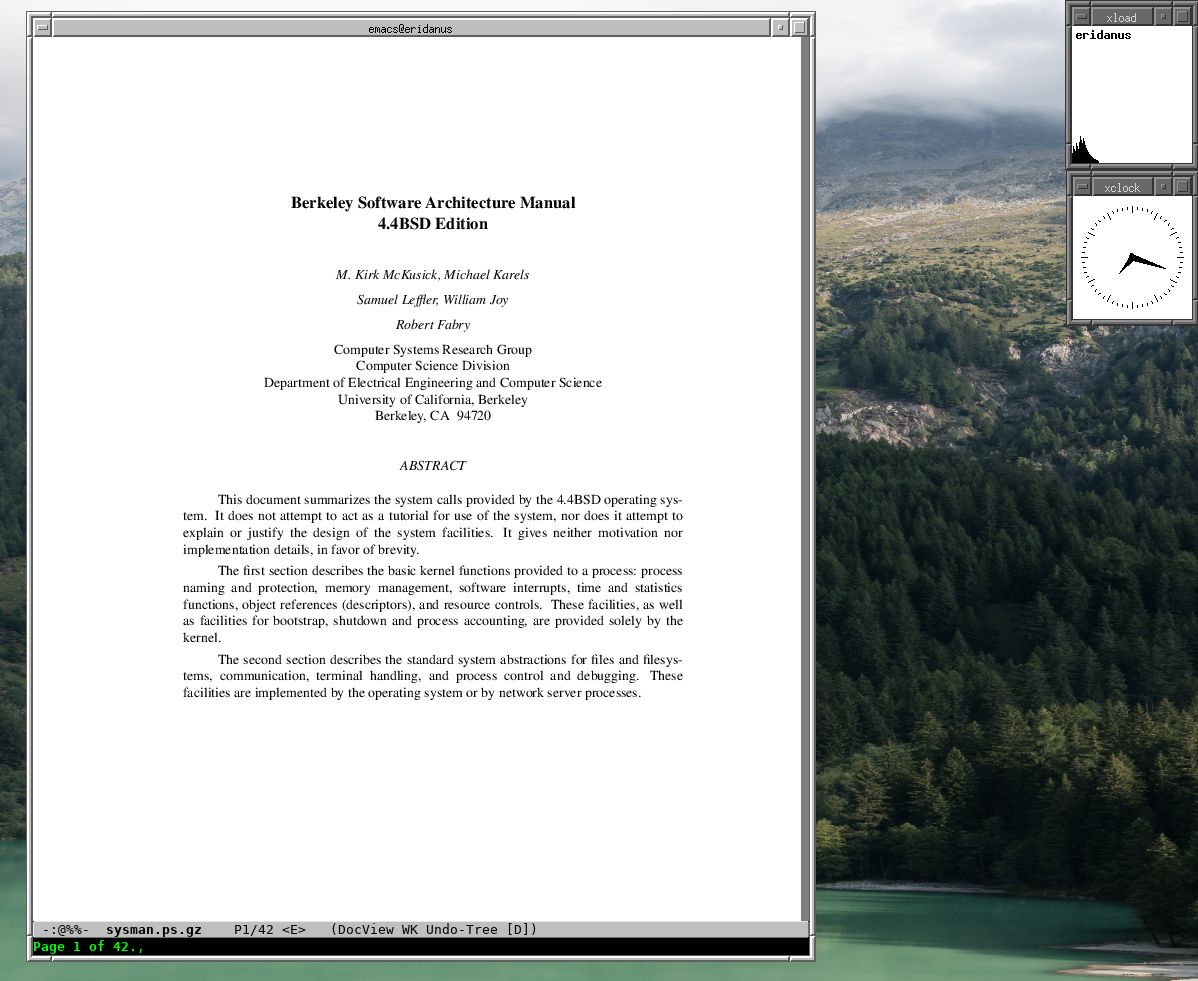 emacs@eridanus
Berkeley Software Architecture Manual
4.4BSD Edition
M. Kirk McKusick, Michael Karels
Samuel Leffler, William Joy
Robert Fabry
Computer Systems Research Group
Computer Science Division
Department of Electrical Engineering and Computer Science
University of California, Berkeley
Berkeley, CA  94720
ABSTRACT
This document summarizes the system calls provided by the 4.4BSD operating sys-
tem.  It does not attempt to act as a tutorial for use of the system, nor does it attempt to
explain or justify the design of the system facilities.  It gives neither motivation nor
implementation details, in favor of brevity.
The first section describes the basic kernel functions provided to a process: process
naming and protection, memory management, software interrupts, time and statistics
functions, object references (descriptors), and resource controls.  These facilities, as well
as facilities for bootstrap, shutdown and process accounting, are provided solely by the
kernel.
The second section describes the standard system abstractions for files and filesys-
tems, communication, terminal handling, and process control and debugging.  These
facilities are implemented by the operating system or by network server processes.
-:@%%-  sysman.ps.gz    P1/42 <E>   (DocView WK Undo-Tree [D])
Page 1 of 42.,
xload
eridanus
xclock